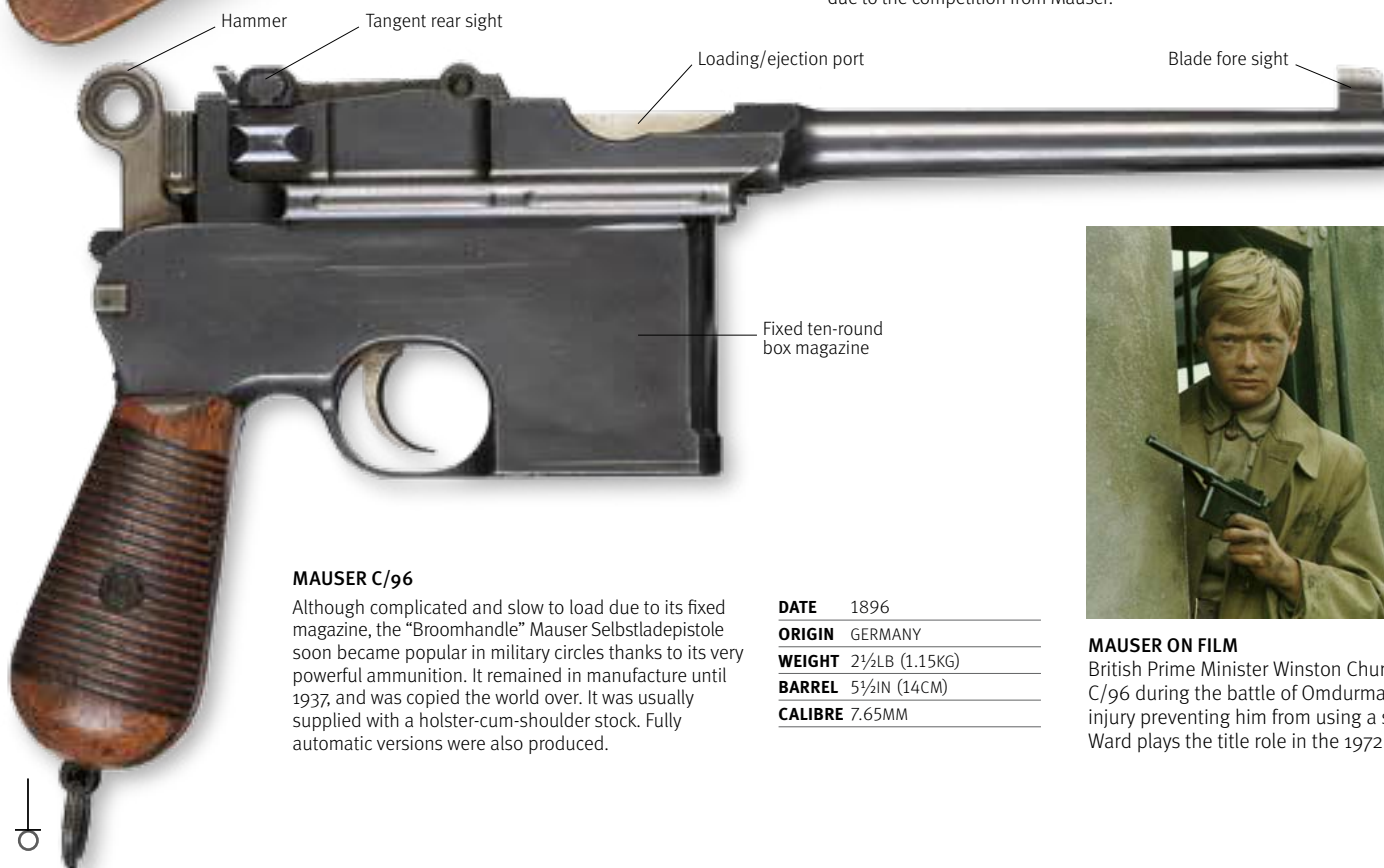 due to the competition from Mauser.
Hammer
Tangent rear sight
Loading/ejection port
Blade fore sight
Fixed ten-round
box magazine
MAUSER C/96
Although complicated and slow to load due to its fixed
magazine, the “Broomhandle” Mauser Selbstladepistole
soon became popular in military circles thanks to its very
powerful ammunition. It remained in manufacture until
1937, and was copied the world over. It was usually
supplied with a holster-cum-shoulder stock. Fully
automatic versions were also produced.
DATE 1896
ORIGIN GERMANY
WEIGHT 2½LB (1.15KG)
BARREL 5½IN (14CM)
CALIBRE 7.65MM
MAUSER ON FILM
British Prime Minister Winston Chur
C/96 during the battle of Omdurma
injury preventing him from using a s
Ward plays the title role in the 1972